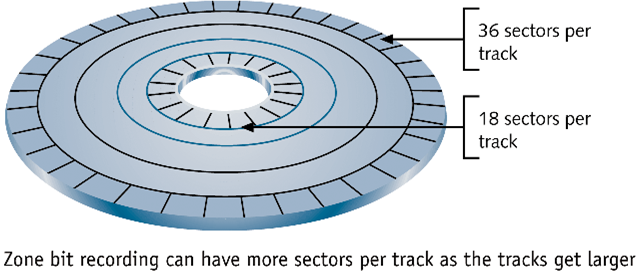 36 sectors per
track
18 sectors per
track
Zone bit recording can have more sectors per track as the tracks get larger